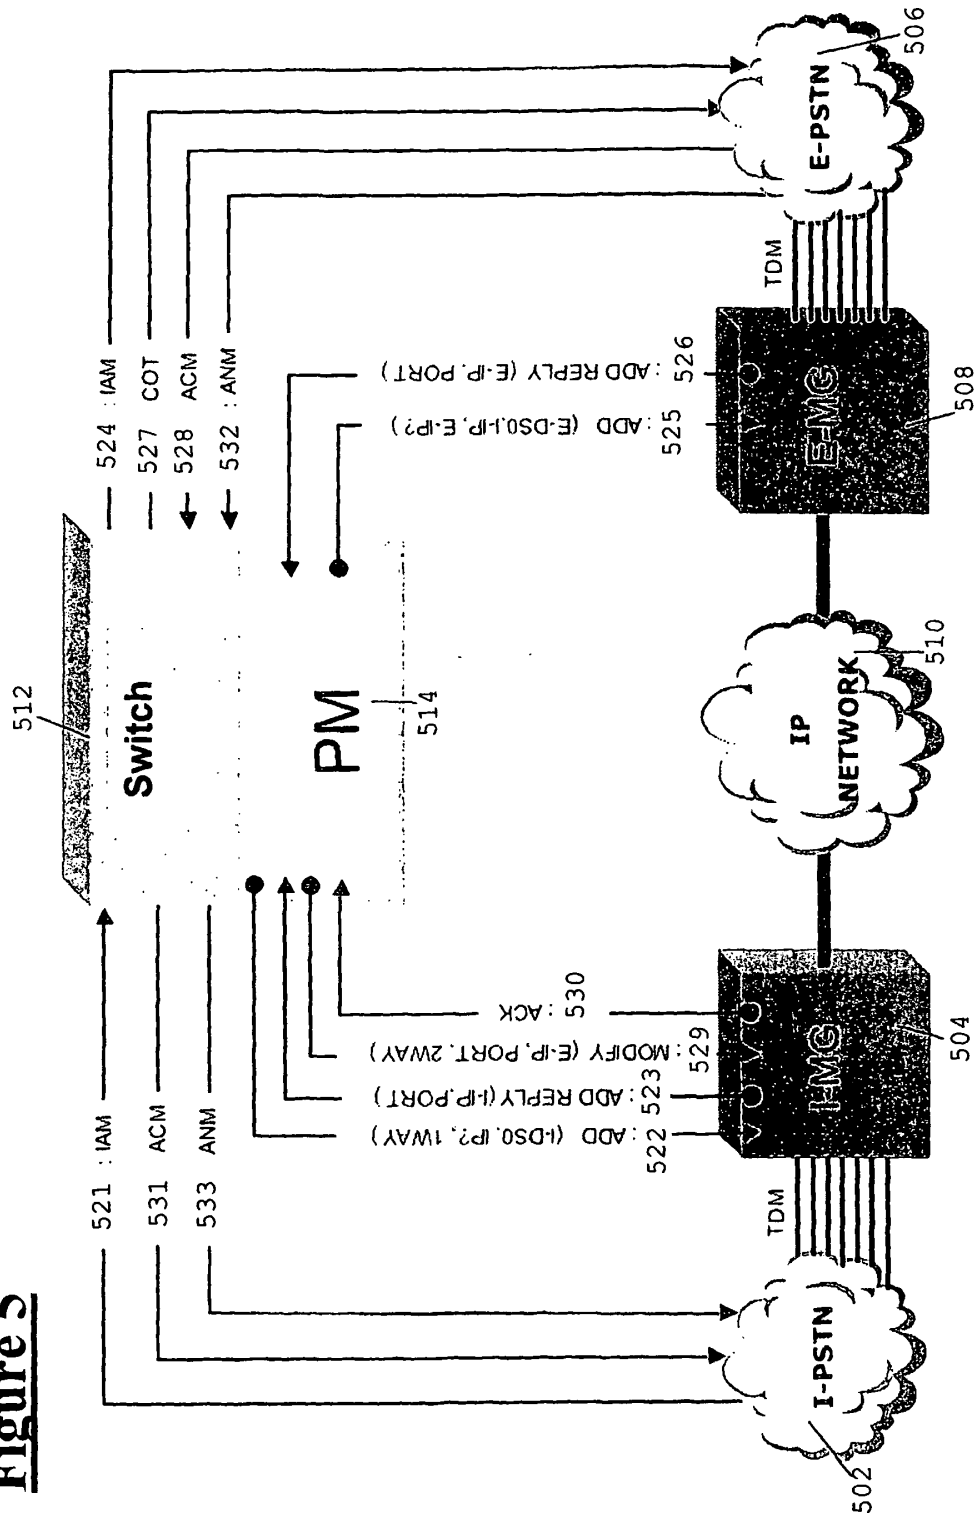 Figure 5
512
Switch
PM
514
521 : IAM
531 ACM
533 ANM
524 : IAM
527 COT
528 ACM
532 : ANM
522 : ADD (I-DS0, IP?, 1WAY)
523 : ADD REPLY (I-IP, PORT)
529 : MODIFY (E-IP, PORT, 2WAY)
530 : ACK
525 : ADD (E-DS0, I-IP, E-IP?)
526 : ADD REPLY (E-IP, PORT)
I-PSTN
502
TDM
I-MG
504
IP
NETWORK
510
E-MG
508
TDM
E-PSTN
506